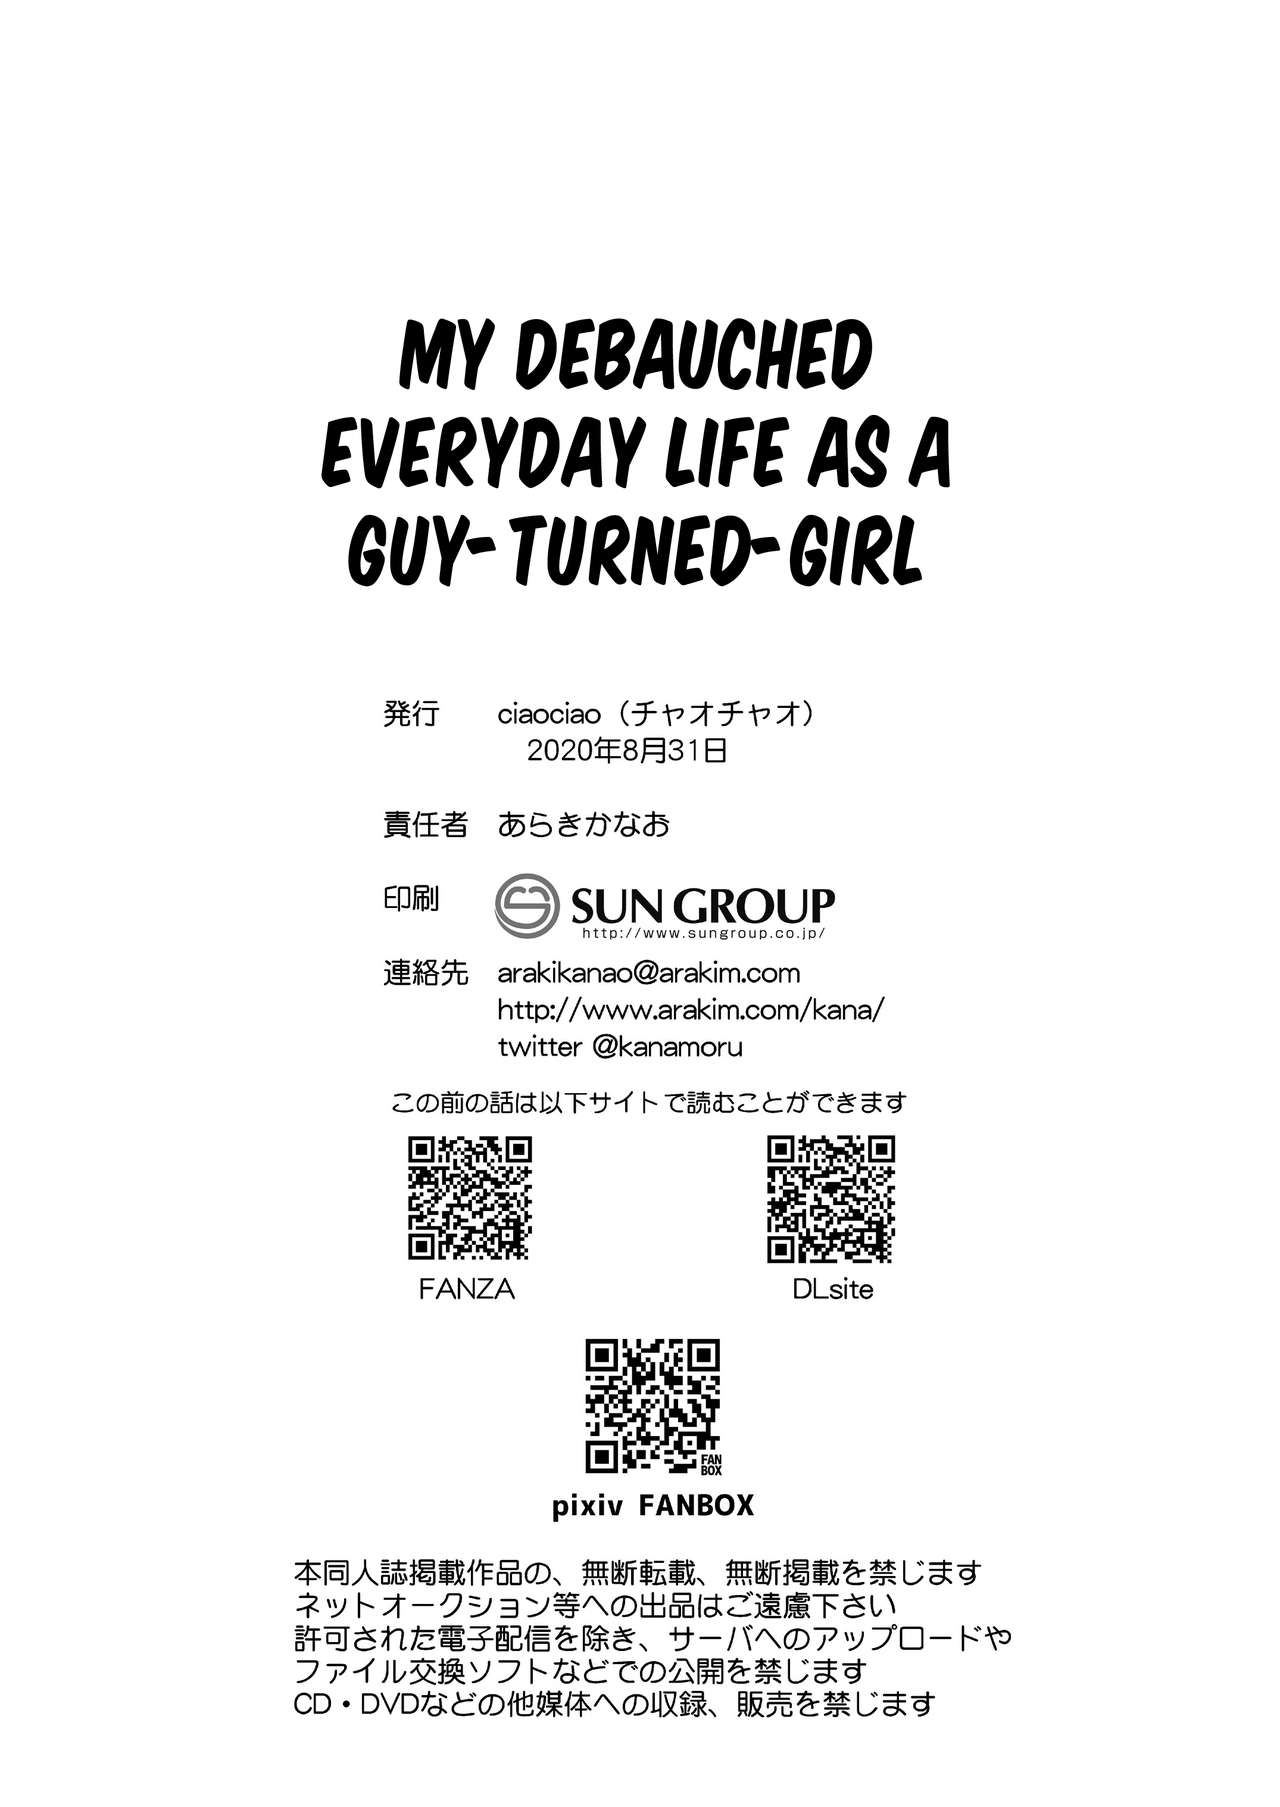 MY DEBAUCHED
EVERYDAY LIFE AS A
GUY-TURNED-GIRL
発行 ciaociao（チャオチャオ）
2020年8月31日
責任者 あらきかなお
印刷 SUN GROUP
http://www.sungroup.co.jp/
連絡先 arakikanao@arakim.com
http://www.arakim.com/kana/
twitter @kanamoru
この前の話は以下サイトで読むことができます
FANZA DLsite
FAN
BOX
pixiv FANBOX
本同人誌掲載作品の、無断転載、無断掲載を禁じます
ネットオークション等への出品はご遠慮下さい
許可された電子配信を除き、サーバへのアップロードや
ファイル交換ソフトなどでの公開を禁じます
CD・DVDなどの他媒体への収録、販売を禁じます